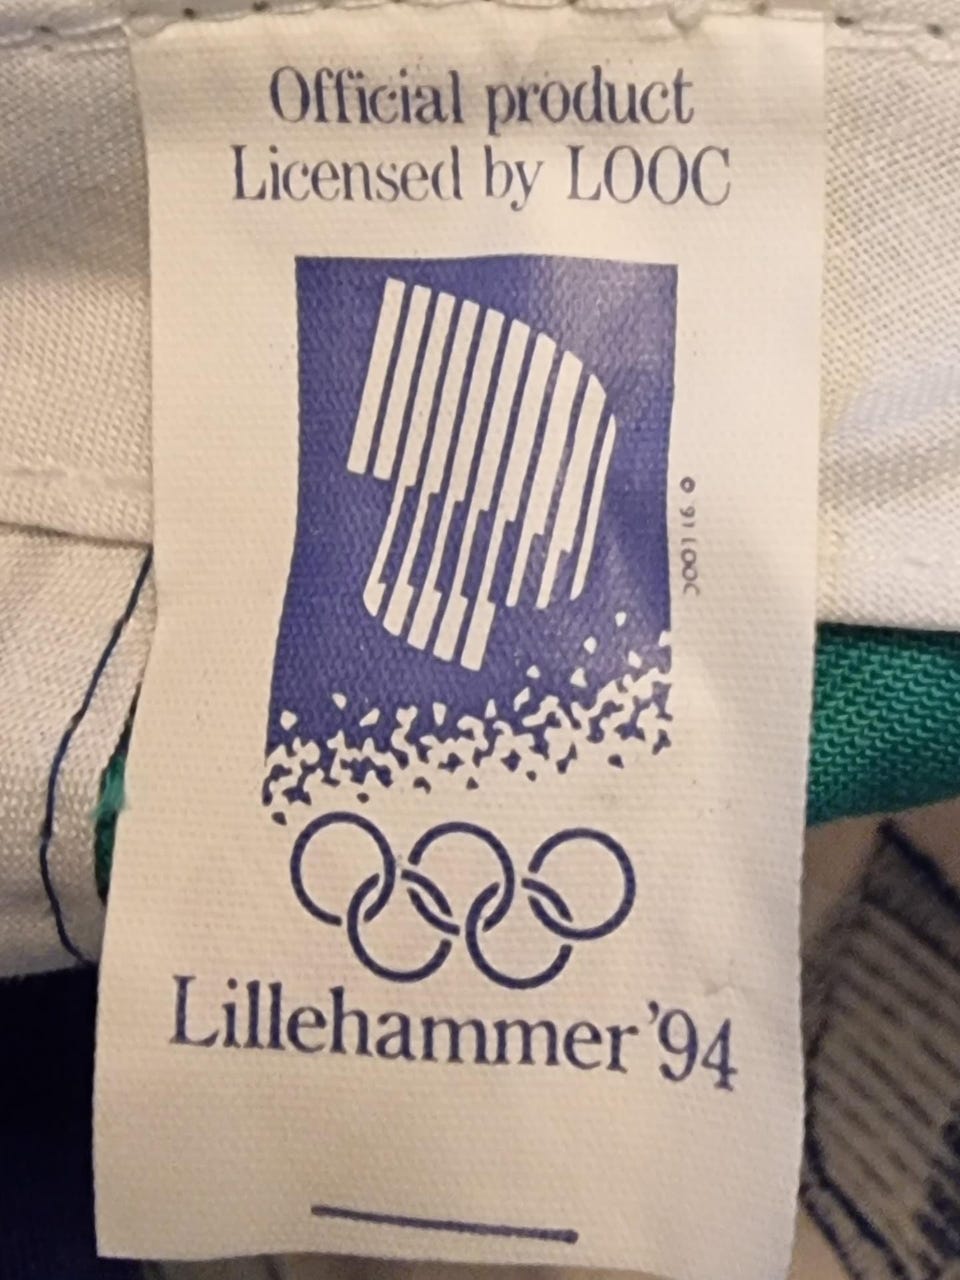 Official product
Licensed by LOOC
© 91 LOOC
Lillehammer '94